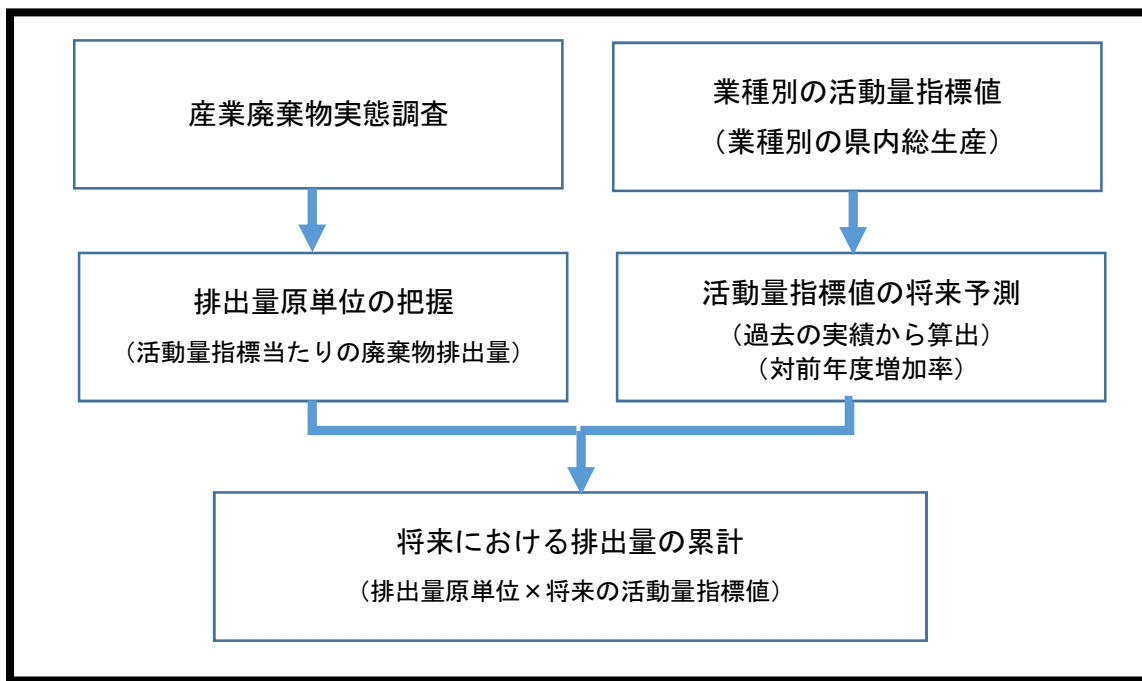 産業廃棄物実態調査
業種別の活動量指標値
（業種別の県内総生産）
排出量原単位の把握
（活動量指標当たりの廃棄物排出量）
活動量指標値の将来予測
（過去の実績から算出）
（対前年度増加率）
将来における排出量の累計
（排出量原単位×将来の活動量指標値）